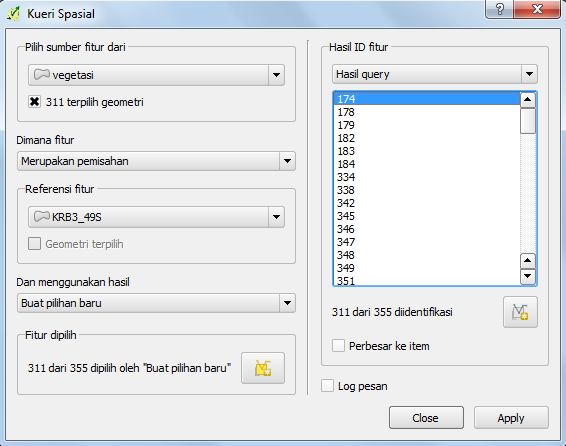 Kueri Spasial
Pilih sumber fitur dari
vegetasi
311 terpilih geometri
Dimana fitur
Merupakan pemisahan
Referensi fitur
KRB3_49S
Geometri terpilih
Dan menggunakan hasil
Buat pilihan baru
Fitur dipilih
311 dari 355 dipilih oleh "Buat pilihan baru"
Hasil ID fitur
Hasil query
174
178
179
182
183
184
334
338
342
345
346
347
348
349
351
311 dari 355 diidentifikasi
Perbesar ke item
Log pesan
Close
Apply